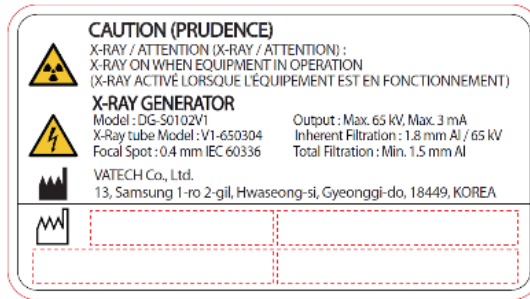 CAUTION (PRUDENCE)
X-RAY / ATTENTION (X-RAY / ATTENTION) :
X-RAY ON WHEN EQUIPMENT IN OPERATION
(X-RAY ACTIVÉ LORSQUE L'ÉQUIPEMENT EST EN FONCTIONNEMENT)
X-RAY GENERATOR
Model : DG-S0102V1 Output : Max. 65 kV, Max. 3 mA
X-Ray tube Model : V1-650304 Inherent Filtration : 1.8 mm Al / 65 kV
Focal Spot : 0.4 mm IEC 60336 Total Filtration : Min. 1.5 mm Al
VATECH Co., Ltd.
13, Samsung 1-ro 2-gil, Hwaseong-si, Gyeonggi-do, 18449, KOREA